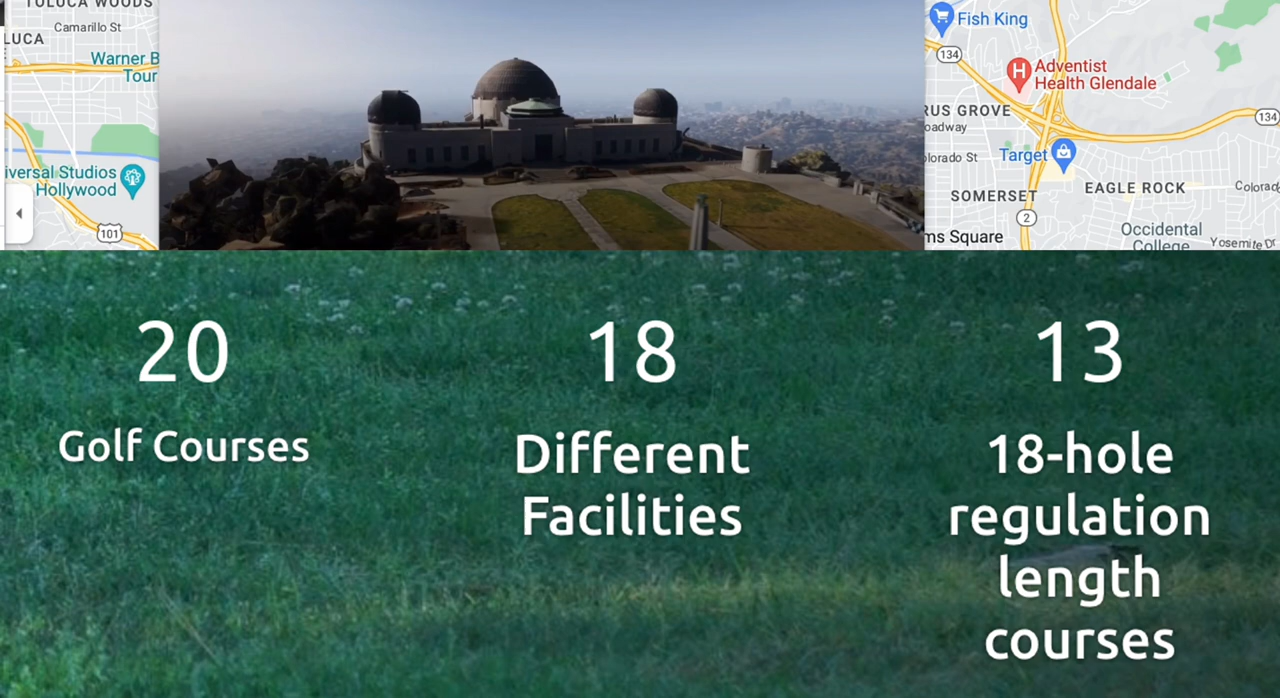 TOLUCA WOODS
Camarillo St
LUCA
Warner B
Tour
iversal Studios
Hollywood
101
Fish King
134
H
Adventist
Health Glendale
RUS GROVE
oadway
134
olorado St
Target
SOMERSET
EAGLE ROCK
Colorad
2
ms Square
Occidental
College
Yosemite Dr
20
Golf Courses
18
Different
Facilities
13
18-hole
regulation
length
courses